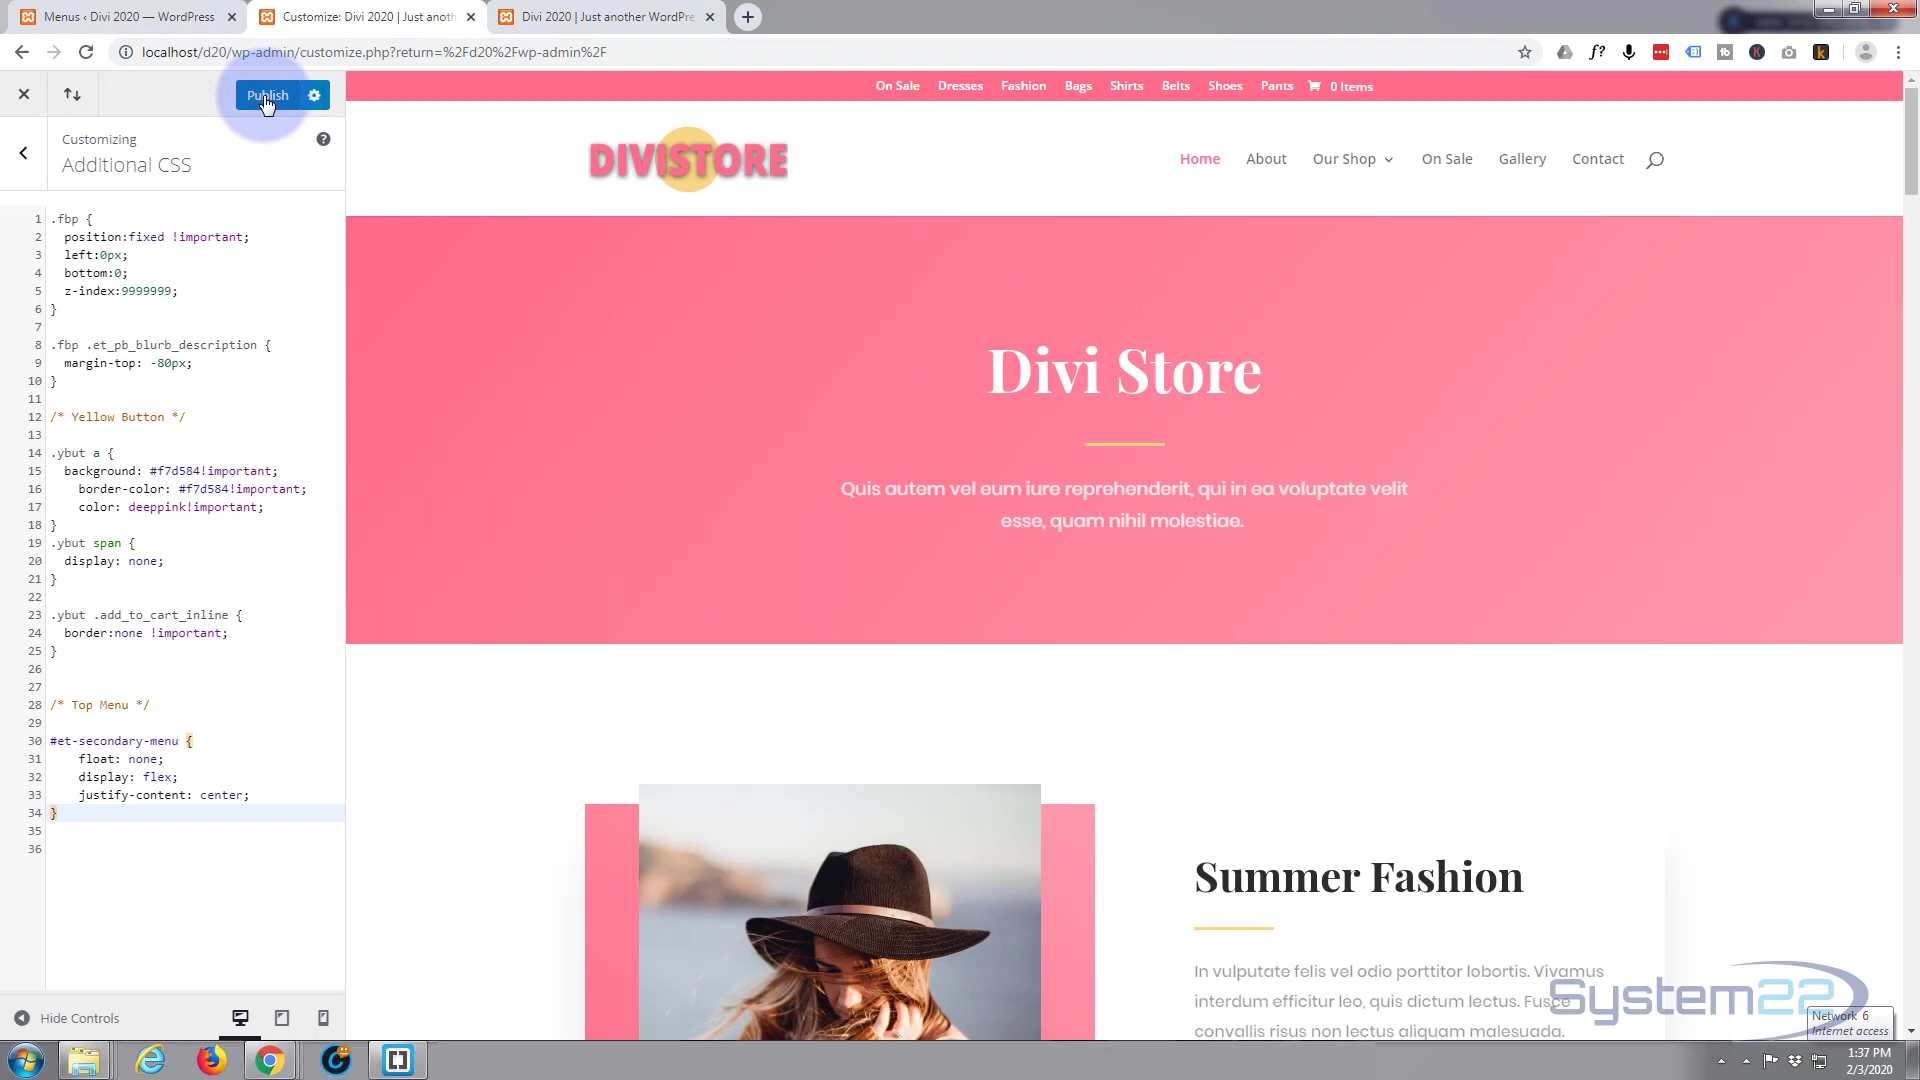 Menus ‹ Divi 2020 — WordPress
Customize: Divi 2020 | Just anoth
Divi 2020 | Just another WordPre
localhost/d20/wp-admin/customize.php?return=%2Fd20%2Fwp-admin%2F
Publish
Customizing
Additional CSS
1 .fbp {
2 position:fixed !important;
3 left:0px;
4 bottom:0;
5 z-index:9999999;
6 }
7
8 .fbp .et_pb_blurb_description {
9 margin-top: -80px;
10 }
11
12 /* Yellow Button */
13
14 .ybut a {
15 background: #f7d584!important;
16 border-color: #f7d584!important;
17 color: deeppink!important;
18 }
19 .ybut span {
20 display: none;
21 }
22
23 .ybut .add_to_cart_inline {
24 border:none !important;
25 }
26
27
28 /* Top Menu */
29
30 #et-secondary-menu {
31 float: none;
32 display: flex;
33 justify-content: center;
34 }
35
36
Hide Controls
On Sale Dresses Fashion Bags Shirts Belts Shoes Pants 0 Items
DIVISTORE
Home About Our Shop On Sale Gallery Contact
Divi Store
Quis autem vel eum iure reprehenderit, qui in ea voluptate velit
esse, quam nihil molestiae.
Summer Fashion
In vulputate felis vel odio porttitor lobortis. Vivamus
interdum efficitur leo, quis dictum lectus. Fusce
convallis risus non lectus aliquam malesuada.
System22
Network 6
Internet access
1:37 PM
2/3/2020